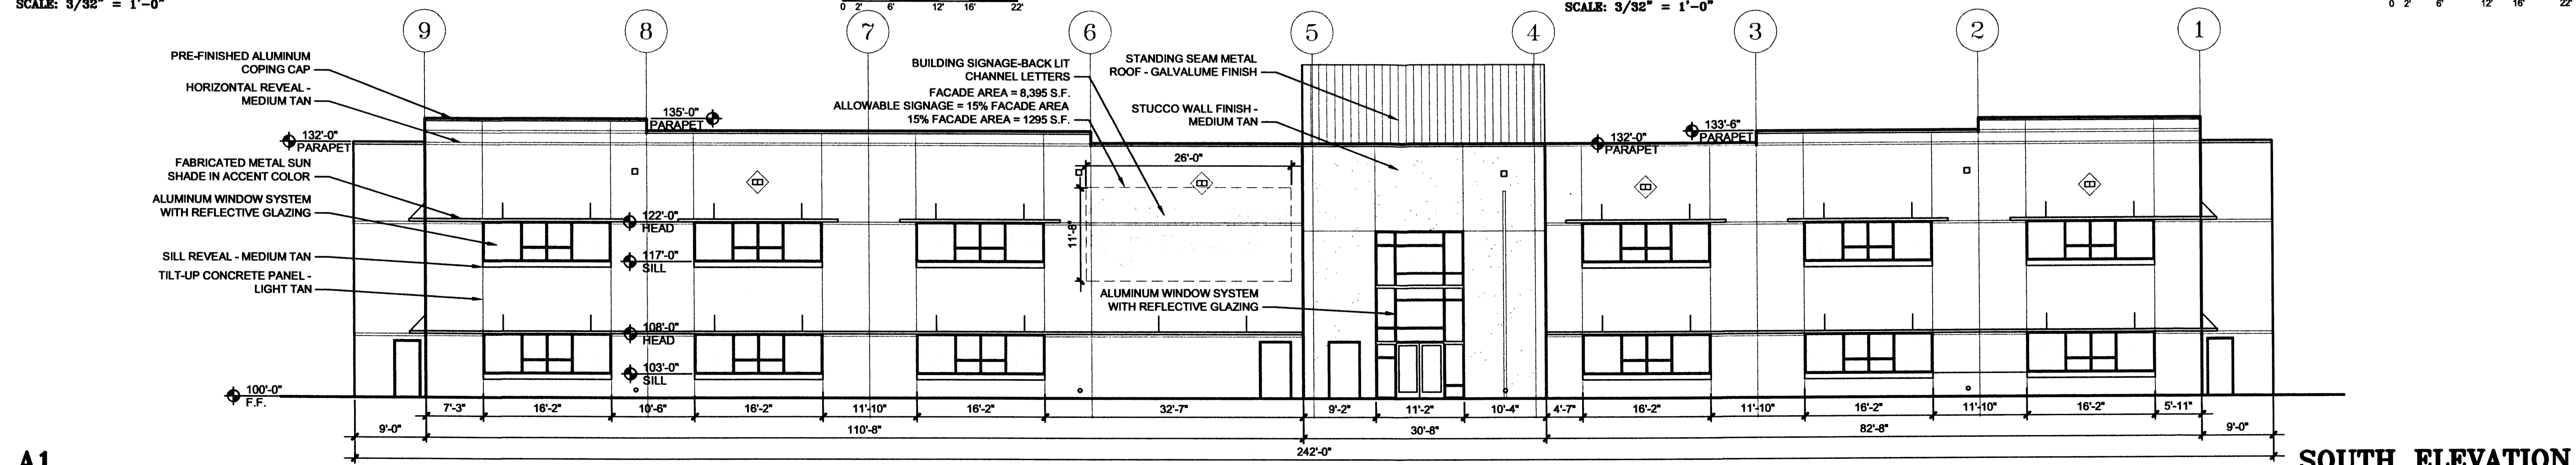 SCALE: 3/32" = 1'-0"
0 2' 6' 12' 16' 22'
SCALE: 3/32" = 1'-0"
0 2' 6' 12' 16' 22'
9 8 7 6 5 4 3 2 1
PRE-FINISHED ALUMINUM
COPING CAP
HORIZONTAL REVEAL -
MEDIUM TAN
132'-0"
PARAPET
FABRICATED METAL SUN
SHADE IN ACCENT COLOR
ALUMINUM WINDOW SYSTEM
WITH REFLECTIVE GLAZING
SILL REVEAL - MEDIUM TAN
TILT-UP CONCRETE PANEL -
LIGHT TAN
100'-0"
F.F.
135'-0"
PARAPET
122'-0"
HEAD
117'-0"
SILL
108'-0"
HEAD
103'-0"
SILL
BUILDING SIGNAGE-BACK LIT
CHANNEL LETTERS
FACADE AREA = 8,395 S.F.
ALLOWABLE SIGNAGE = 15% FACADE AREA
15% FACADE AREA = 1295 S.F.
26'-0"
11'-8"
STANDING SEAM METAL
ROOF - GALVALUME FINISH
STUCCO WALL FINISH -
MEDIUM TAN
ALUMINUM WINDOW SYSTEM
WITH REFLECTIVE GLAZING
132'-0"
PARAPET
133'-6"
PARAPET
7'-3" 16'-2" 10'-6" 16'-2" 11'-10" 16'-2" 32'-7" 9'-2" 11'-2" 10'-4" 4'-7" 16'-2" 11'-10" 16'-2" 11'-10" 16'-2" 5'-11"
9'-0" 110'-8" 30'-8" 82'-8" 9'-0"
242'-0"
A1
SOUTH ELEVATION